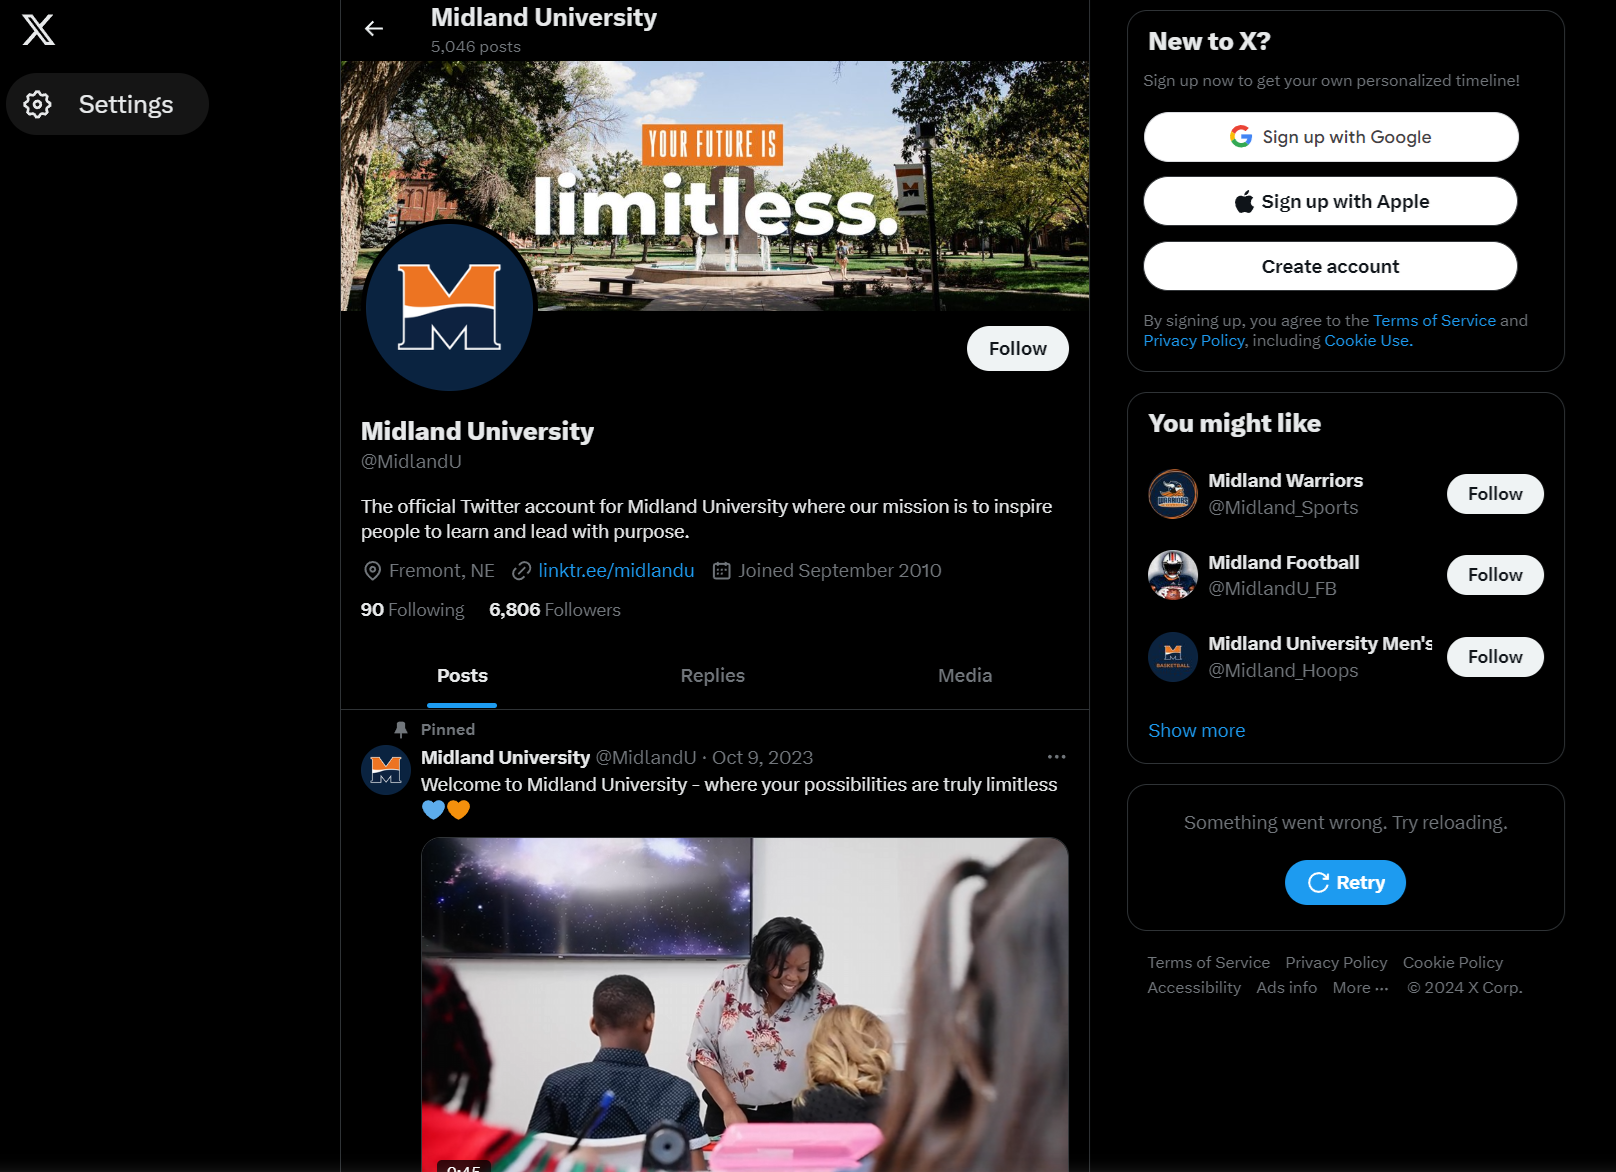 Settings
Midland University
5,046 posts
YOUR FUTURE IS
limitless.
Follow
Midland University
@MidlandU
The official Twitter account for Midland University where our mission is to inspire
people to learn and lead with purpose.
Fremont, NE linktr.ee/midlandu Joined September 2010
90 Following 6,806 Followers
Posts Replies Media
Pinned
Midland University @MidlandU · Oct 9, 2023
Welcome to Midland University - where your possibilities are truly limitless
0:45
New to X?
Sign up now to get your own personalized timeline!
Sign up with Google
Sign up with Apple
Create account
By signing up, you agree to the Terms of Service and
Privacy Policy, including Cookie Use.
You might like
Midland Warriors
@Midland_Sports
Follow
Midland Football
@MidlandU_FB
Follow
Midland University Men's
@Midland_Hoops
Follow
Show more
Something went wrong. Try reloading.
Retry
Terms of Service Privacy Policy Cookie Policy
Accessibility Ads info More ··· © 2024 X Corp.